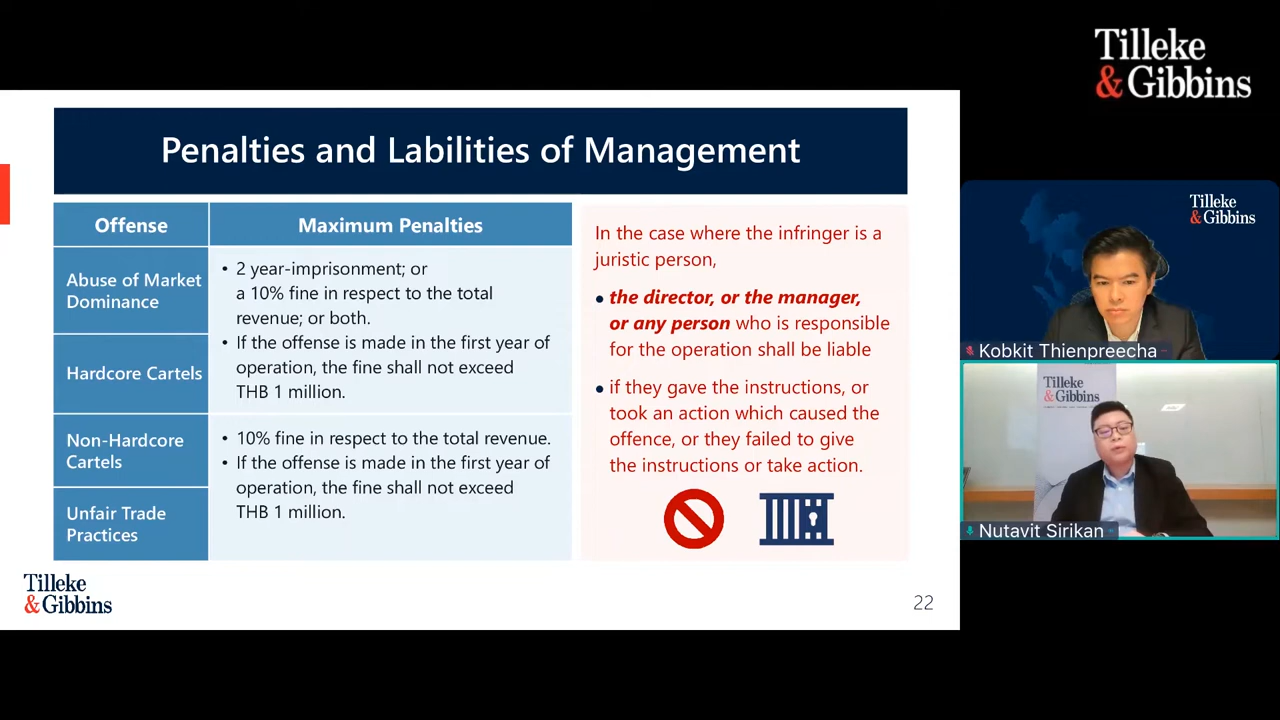 Tilleke
& Gibbins
Penalties and Labilities of Management
Offense
Maximum Penalties
Abuse of Market
Dominance
Hardcore Cartels
• 2 year-imprisonment; or
a 10% fine in respect to the total
revenue; or both.
• If the offense is made in the first year of
operation, the fine shall not exceed
THB 1 million.
Non-Hardcore
Cartels
Unfair Trade
Practices
• 10% fine in respect to the total revenue.
• If the offense is made in the first year of
operation, the fine shall not exceed
THB 1 million.
In the case where the infringer is a
juristic person,
• the director, or the manager,
or any person who is responsible
for the operation shall be liable
• if they gave the instructions, or
took an action which caused the
offence, or they failed to give
the instructions or take action.
Tilleke
& Gibbins
22
Tilleke
& Gibbins
Kobkit Thienpreecha
Tilleke
& Gibbins
Nutavit Sirikan